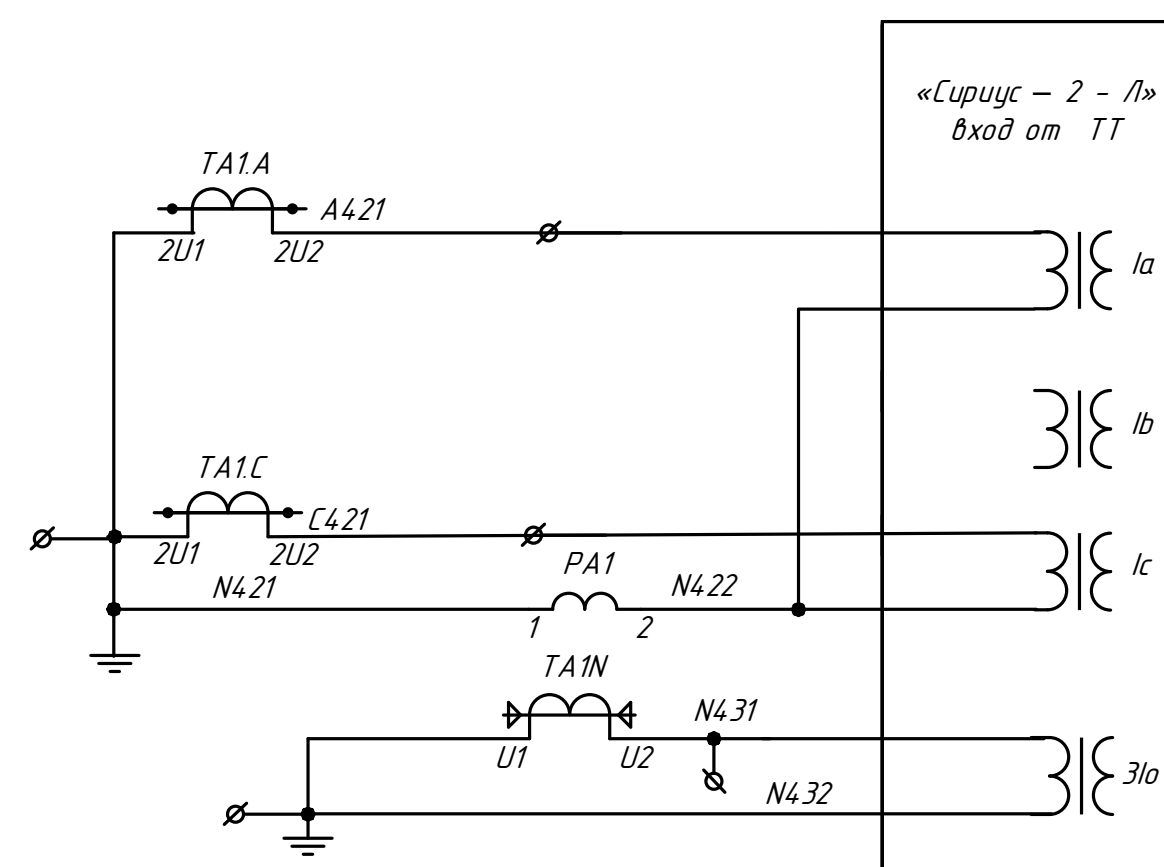 «Сириус – 2 - Л»
вход от ТТ
TA1.A
A421
2U1
2U2
Ia
Ib
TA1.C
C421
2U1
2U2
PA1
Ic
N421
N422
1
2
TA1N
N431
U1
U2
3Io
N432